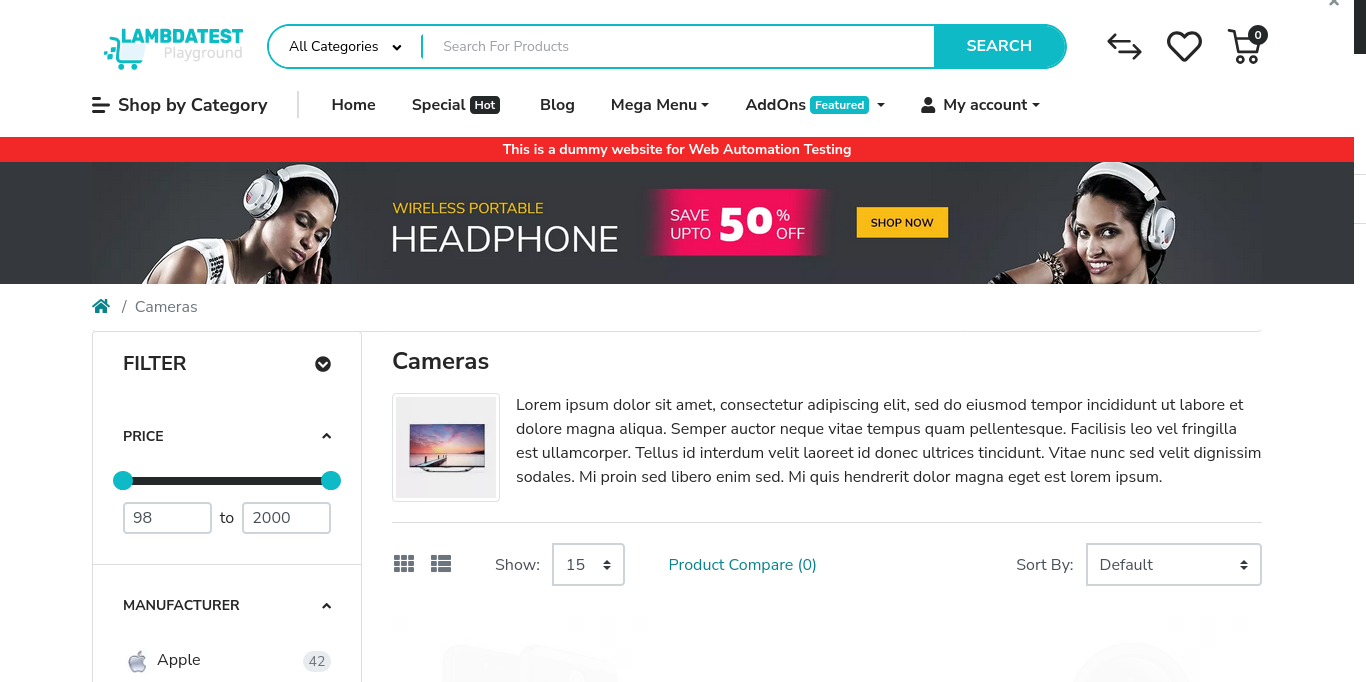 LAMBDATEST
Playground
All Categories
Search For Products
SEARCH
0
Shop by Category
Home
Special Hot
Blog
Mega Menu
AddOns Featured
My account
This is a dummy website for Web Automation Testing
WIRELESS PORTABLE
HEADPHONE
SAVE UPTO 50% OFF
SHOP NOW
/ Cameras
FILTER
PRICE
98 to 2000
MANUFACTURER
Apple 42
Cameras
Lorem ipsum dolor sit amet, consectetur adipiscing elit, sed do eiusmod tempor incididunt ut labore et
dolore magna aliqua. Semper auctor neque vitae tempus quam pellentesque. Facilisis leo vel fringilla
est ullamcorper. Tellus id interdum velit laoreet id donec ultrices tincidunt. Vitae nunc sed velit dignissim
sodales. Mi proin sed libero enim sed. Mi quis hendrerit dolor magna eget est lorem ipsum.
Show: 15
Product Compare (0)
Sort By: Default